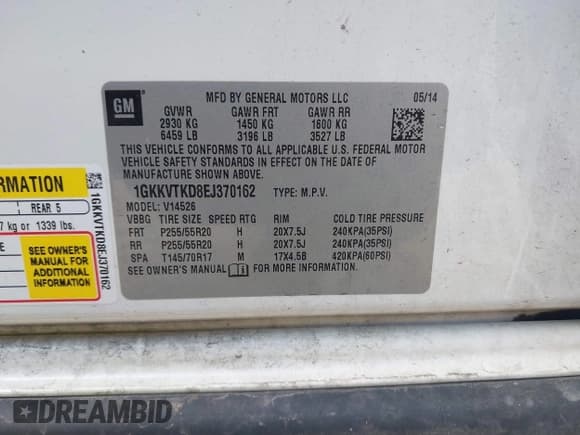 GM
MFD BY GENERAL MOTORS LLC 05/14
GVWR GAWR FRT GAWR RR
2930 KG 1450 KG 1600 KG
6459 LB 3196 LB 3527 LB
THIS VEHICLE CONFORMS TO ALL APPLICABLE U.S. FEDERAL MOTOR
VEHICLE SAFETY STANDARDS IN EFFECT ON THE DATE OF
MANUFACTURE SHOWN ABOVE.
1GKKVTKD8EJ370162 TYPE: M.P.V.
MODEL: V14526
VBBG TIRE SIZE SPEED RTG RIM COLD TIRE PRESSURE
FRT P255/55R20 H 20X7.5J 240KPA(35PSI)
RR P255/55R20 H 20X7.5J 240KPA(35PSI)
SPA T145/70R17 M 17X4.5B 420KPA(60PSI)
SEE OWNER'S MANUAL FOR MORE INFORMATION.
ORMATION
REAR 5
7 kg or 1339 lbs.
SEE OWNER'S
MANUAL FOR
ADDITIONAL
INFORMATION
1GKKVTKD8EJ370162
DREAMBID